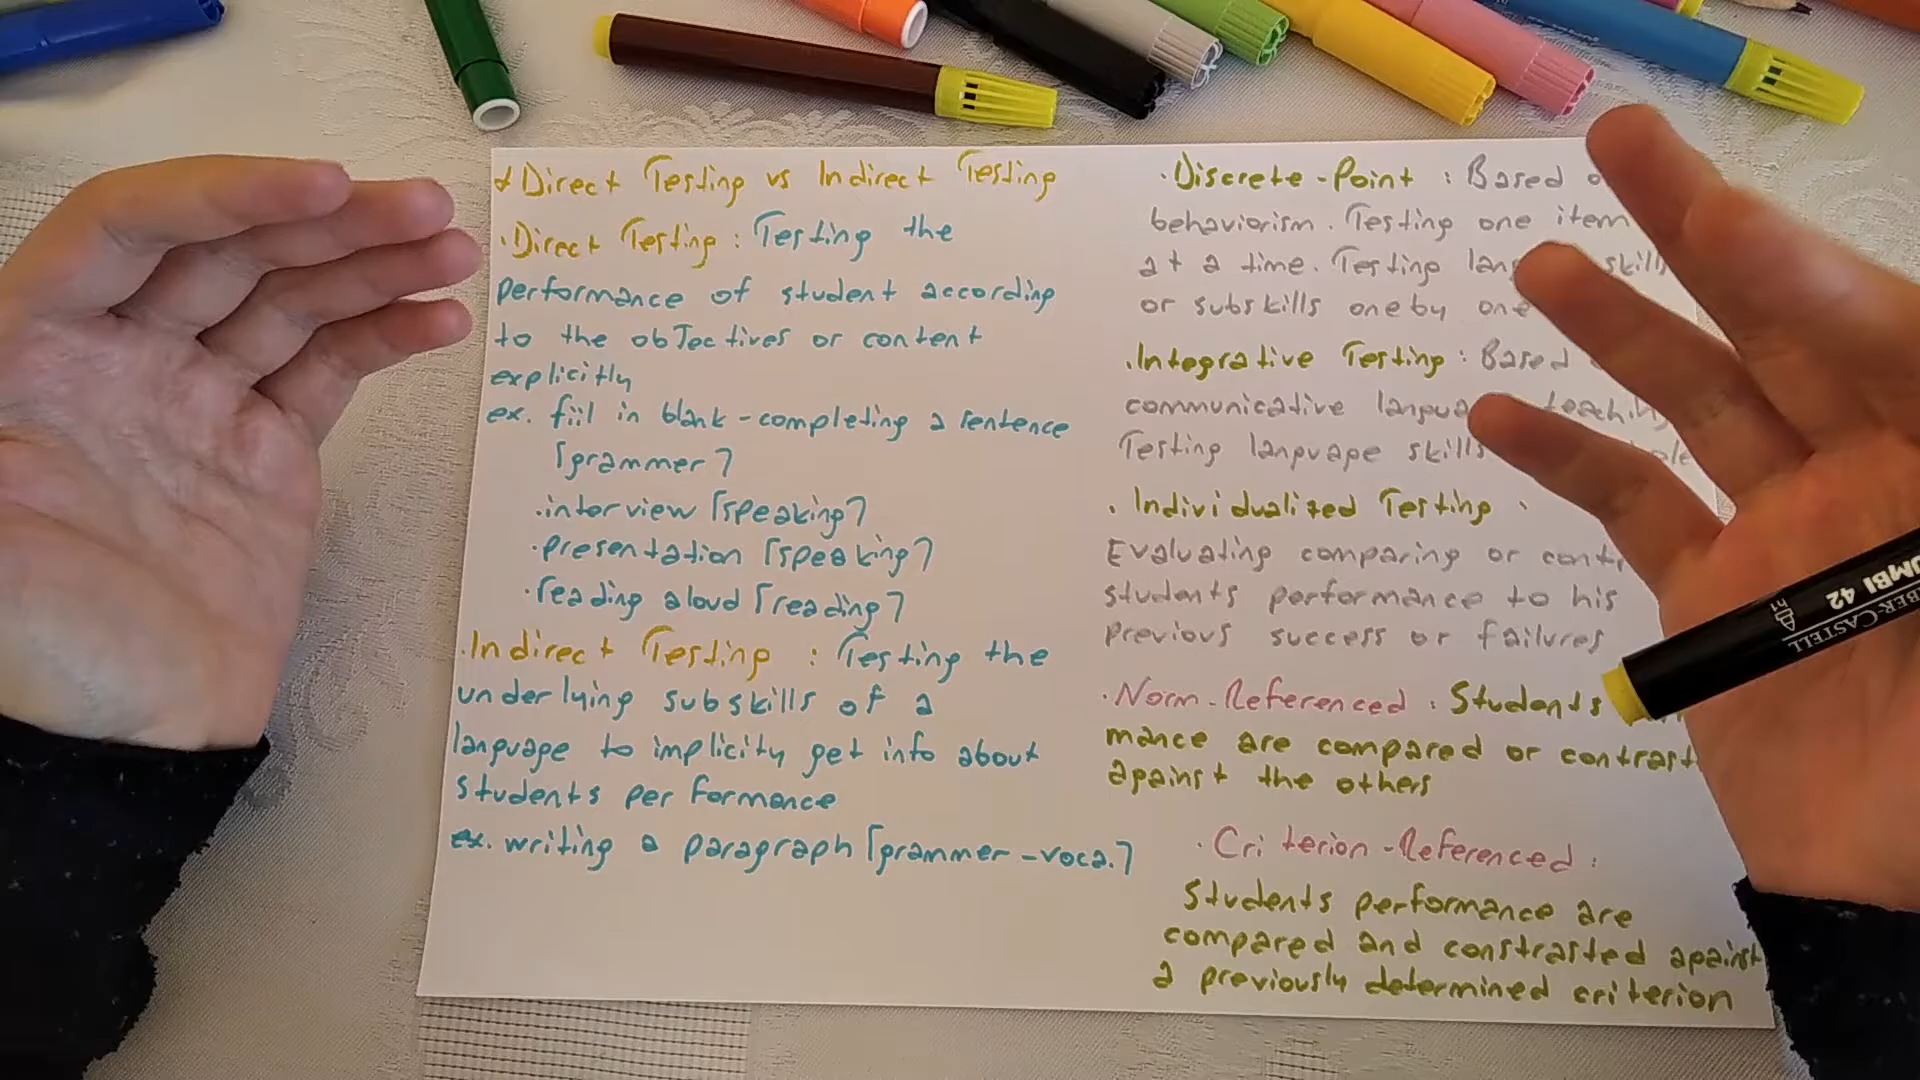 Direct Testing vs Indirect Testing
· Direct Testing : Testing the
performance of student according
to the objectives or content
explicitly
ex. fiil in blank - completing a sentence
[grammer]
· interview [speaking]
· presentation [speaking]
· reading aloud [reading]
· Indirect Testing : Testing the
underlying subskills of a
language to implicity get info about
students performance
ex. writing a paragraph [grammer - voca.]
· Discrete - Point : Based
behaviorism. Testing one item
at a time. Testing
or subskills one by one
· Integrative Testing : Based
communicative
Testing language skills
· Individualized Testing
Evaluating comparing or
students performance to his
previous success or failures
· Norm - Referenced : Students
mance are compared or contrast
against the others
· Criterion - Referenced :
Students performance are
compared and constrasted against
a previously determined criterion
42